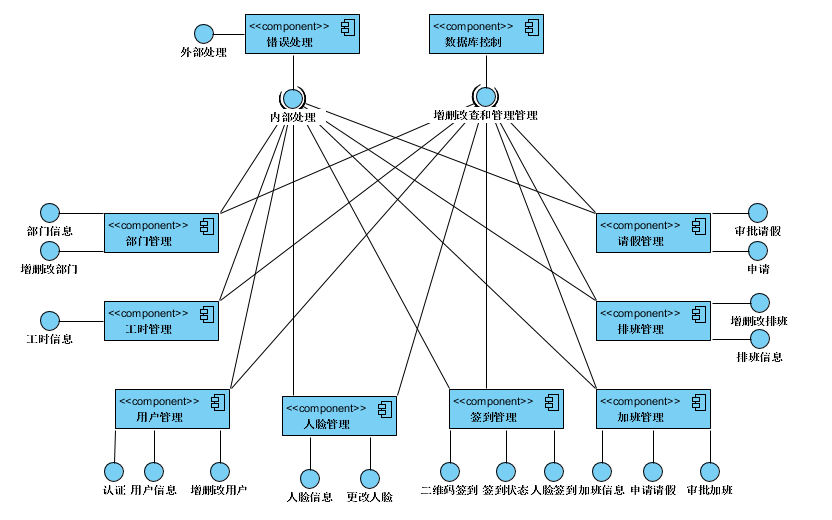 <<component>>
错误处理
<<component>>
数据库控制
外部处理
内部处理
增删改查和管理管理
部门信息
<<component>>
部门管理
增删改部门
<<component>>
请假管理
审批请假
申请
工时信息
<<component>>
工时管理
<<component>>
排班管理
增删改排班
排班信息
<<component>>
用户管理
<<component>>
人脸管理
<<component>>
签到管理
<<component>>
加班管理
认证
用户信息
增删改用户
人脸信息
更改人脸
二维码签到
签到状态
人脸签到
加班信息
申请请假
审批加班